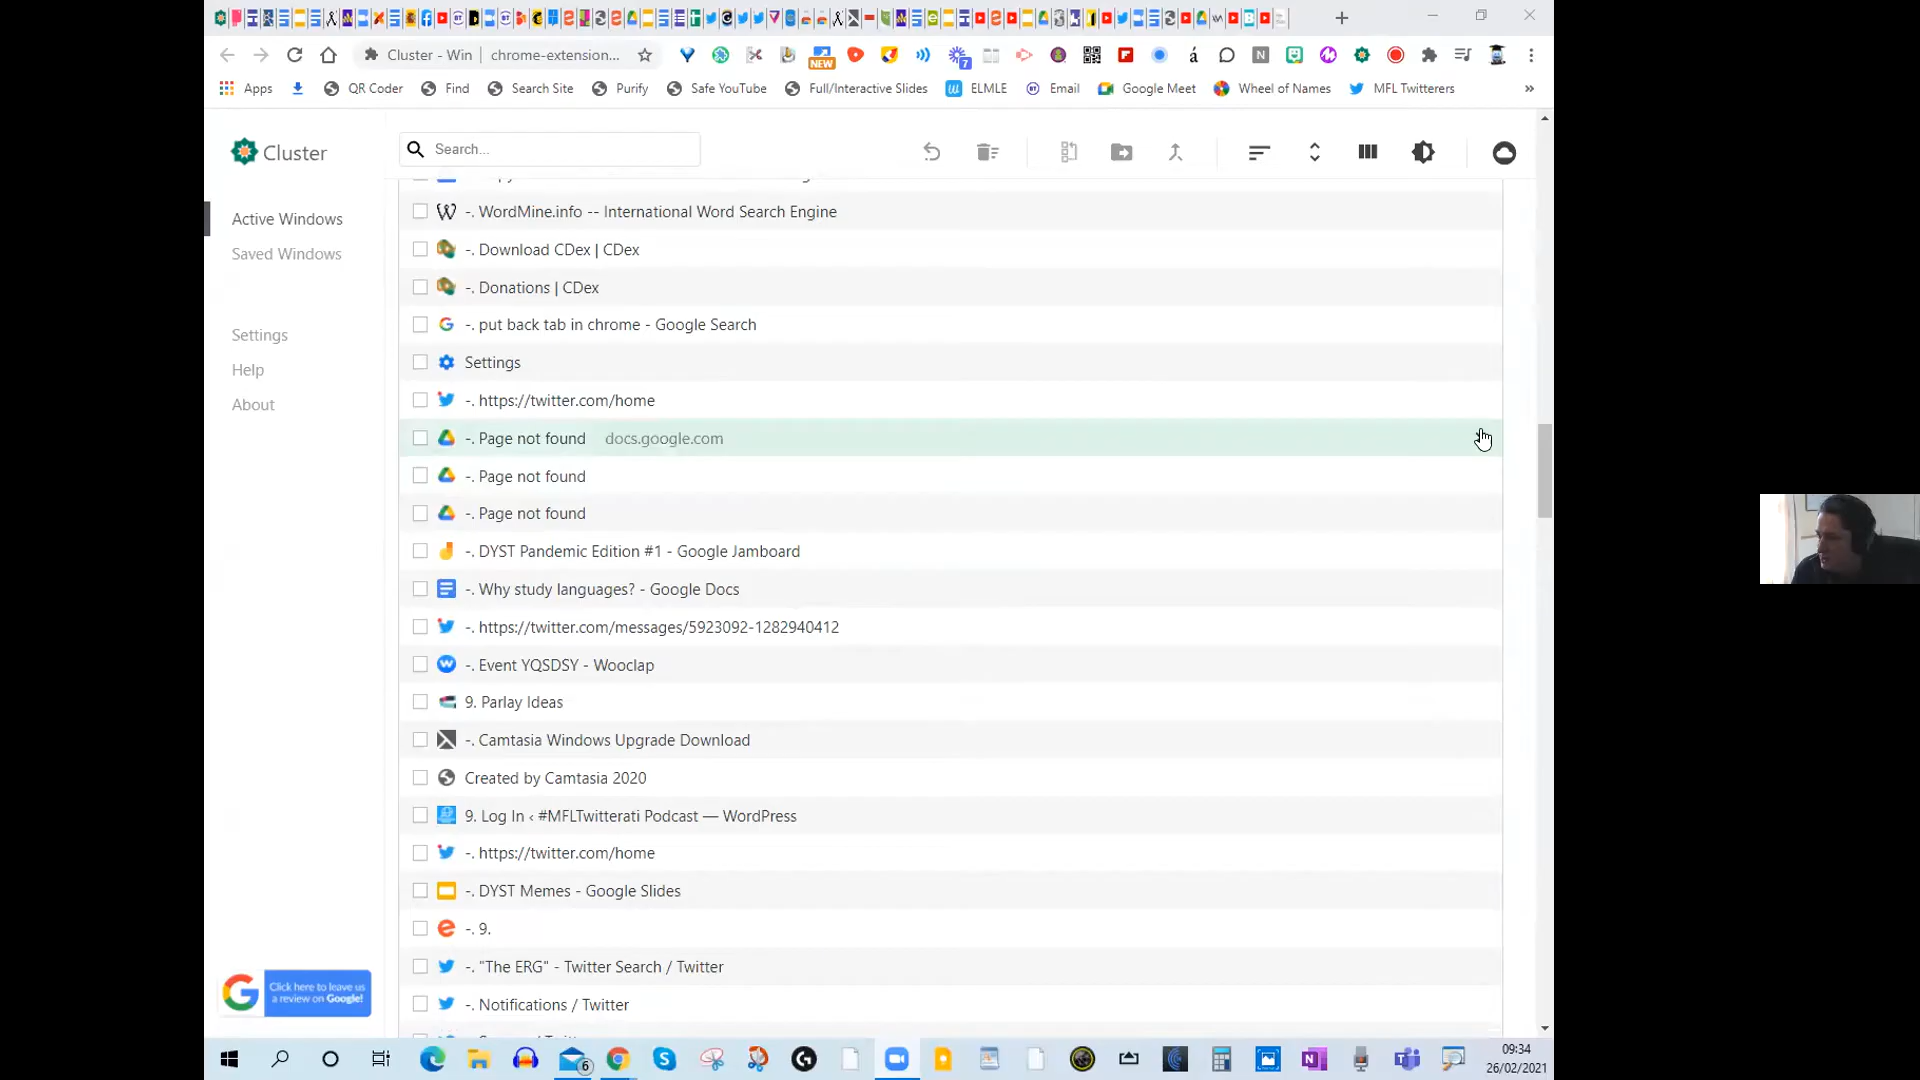 Cluster - Win | chrome-extension...
NEW
7
Apps QR Coder Find Search Site Purify Safe YouTube Full/Interactive Slides ELMLE Email Google Meet Wheel of Names MFL Twitterers »
Cluster
Search...
Active Windows
Saved Windows
Settings
Help
About
-. WordMine.info -- International Word Search Engine
-. Download CDex | CDex
-. Donations | CDex
-. put back tab in chrome - Google Search
Settings
-. https://twitter.com/home
-. Page not found docs.google.com
-. Page not found
-. Page not found
-. DYST Pandemic Edition #1 - Google Jamboard
-. Why study languages? - Google Docs
-. https://twitter.com/messages/5923092-1282940412
-. Event YQSDSY - Wooclap
9. Parlay Ideas
-. Camtasia Windows Upgrade Download
Created by Camtasia 2020
9. Log In ‹ #MFLTwitterati Podcast — WordPress
-. https://twitter.com/home
-. DYST Memes - Google Slides
-. 9.
-. "The ERG" - Twitter Search / Twitter
-. Notifications / Twitter
Click here to leave us
a review on Google!
6
09:34
26/02/2021